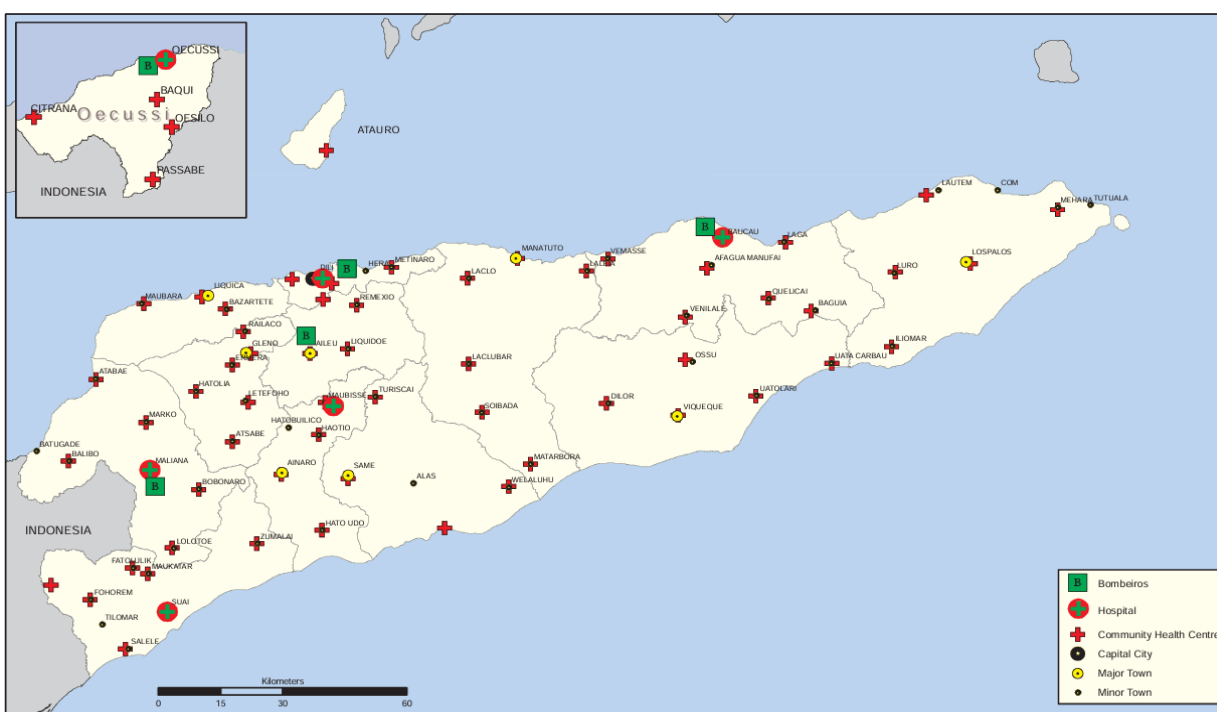 OECUSSI
B
BAQUI
CITRANA
Oecussi
OESILO
PASSABE
INDONESIA
ATAURO
LAUTEM
COM
MEHARA
TUTUALA
B
BAUCAU
LAGA
MANATUTO
VEMASSE
LOSPALOS
HERA
METINARO
DILI
B
LACLO
LALEIA
AFAGUA MANUFAI
LURO
LIQUICA
MAUBARA
BAZARTETE
REMEXIO
QUELICAI
BAGUIA
VENILALE
RAILACO
B
GLENO
AILEU
LIQUIDOE
ILIOMAR
ERMERA
LACLUBAR
OSSU
UATA CARBAU
ATABAE
HATOLIA
LETEFOHO
MAUBISSE
TURISCAI
DILOR
UATOLARI
MARKO
HATOBUILICO
HAOTIO
SOIBADA
VIQUEQUE
ATSABE
BATUGADE
BALIBO
MALIANA
B
AINARO
SAME
ALAS
MATARBORA
WELALUHU
BOBONARO
INDONESIA
HATO UDO
ZUMALAI
LOLOTOE
FATOLULIK
MAUKATAR
FOHOREM
SUAI
TILOMAR
SALELE
Kilometers
0 15 30 60
B Bombeiros
Hospital
Community Health Centre
Capital City
Major Town
Minor Town